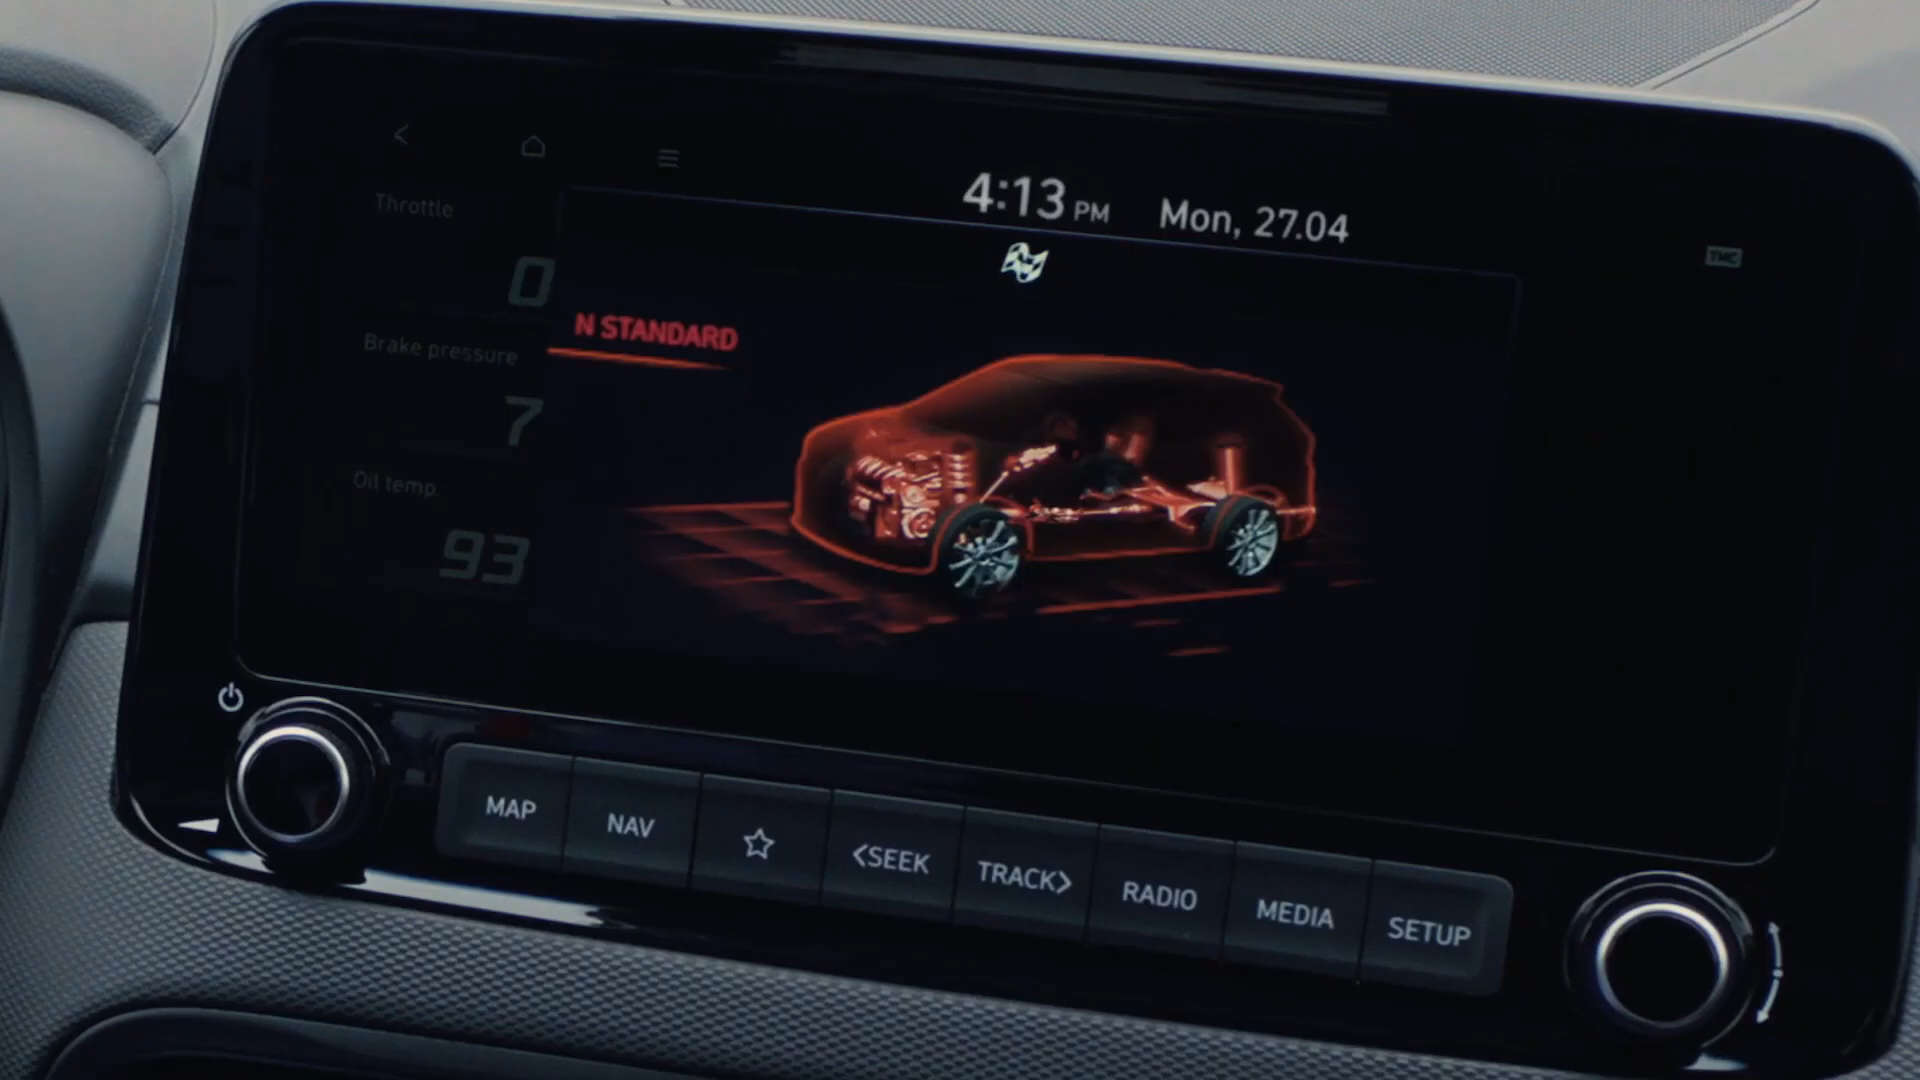 4:13 PM Mon, 27.04
TMC
Throttle
0
Brake pressure
7
Oil temp.
93
N STANDARD
MAP
NAV
<SEEK
TRACK>
RADIO
MEDIA
SETUP